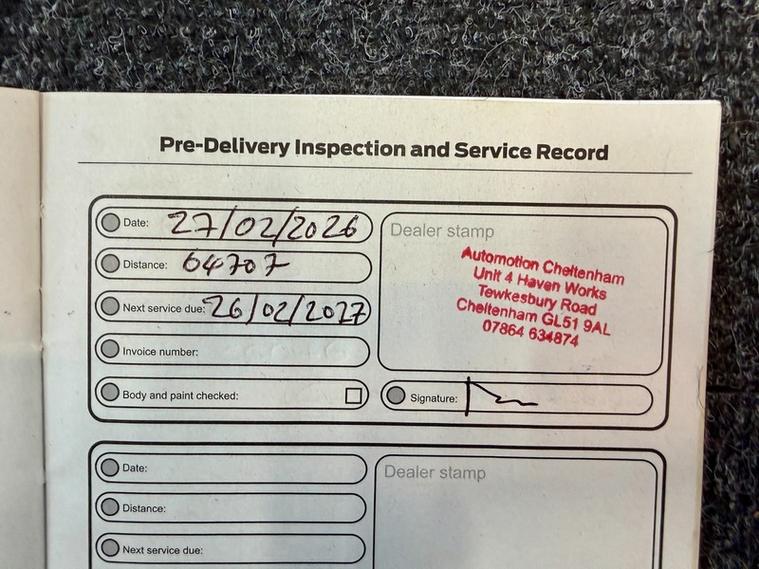 Pre-Delivery Inspection and Service Record
Date: 27/02/2026
Distance: 64707
Next service due: 26/02/2027
Invoice number:
Body and paint checked:
Dealer stamp
Automotion Cheltenham
Unit 4 Haven Works
Tewkesbury Road
Cheltenham GL51 9AL
07864 634874
Signature:
Date:
Distance:
Next service due:
Dealer stamp